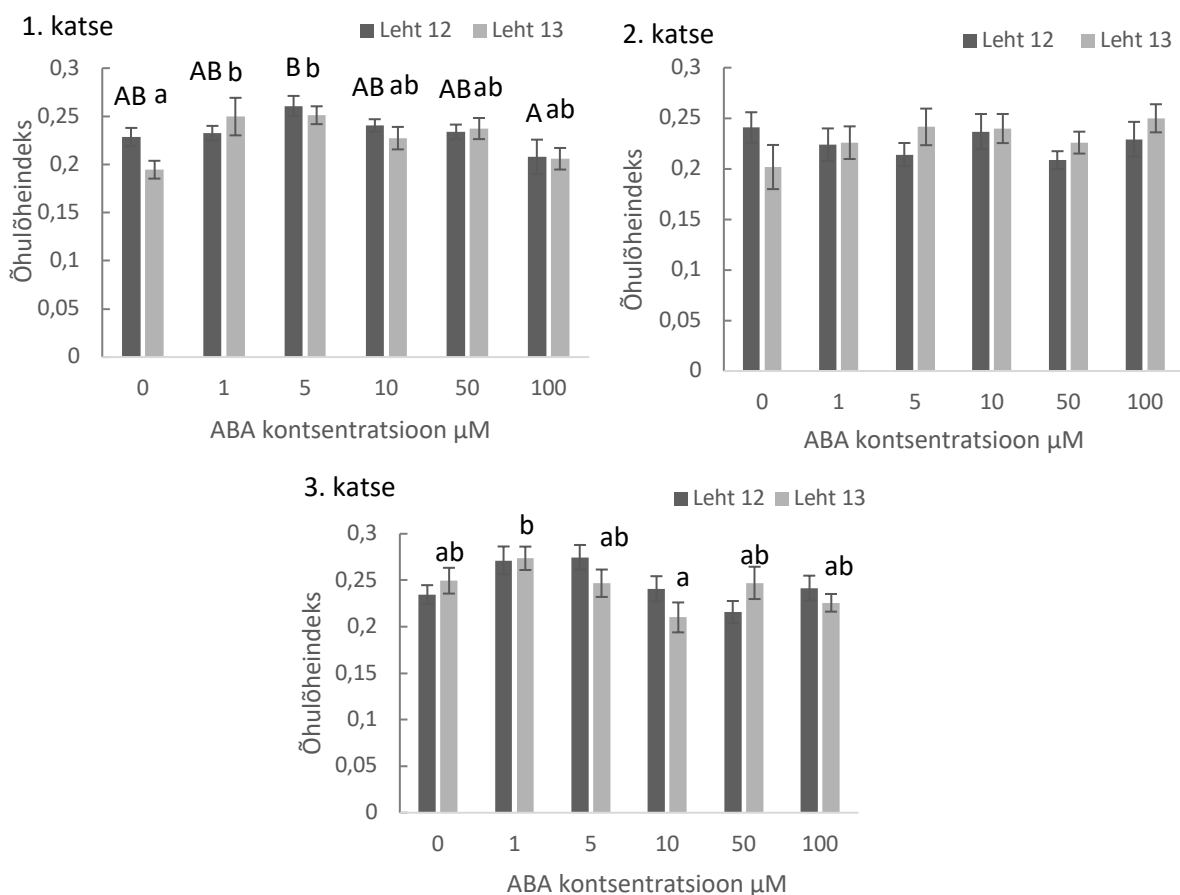 1. katse
Leht 12 Leht 13
0,3
0,25
0,2
0,15
0,1
0,05
0
Õhulõheindeks
AB a AB b B b AB ab AB ab A ab
0 1 5 10 50 100
ABA kontsentratsioon µM
2. katse
Leht 12 Leht 13
0,3
0,25
0,2
0,15
0,1
0,05
0
Õhulõheindeks
0 1 5 10 50 100
ABA kontsentratsioon µM
3. katse
Leht 12 Leht 13
0,3
0,25
0,2
0,15
0,1
0,05
0
Õhulõheindeks
ab b ab a ab ab
0 1 5 10 50 100
ABA kontsentratsioon µM